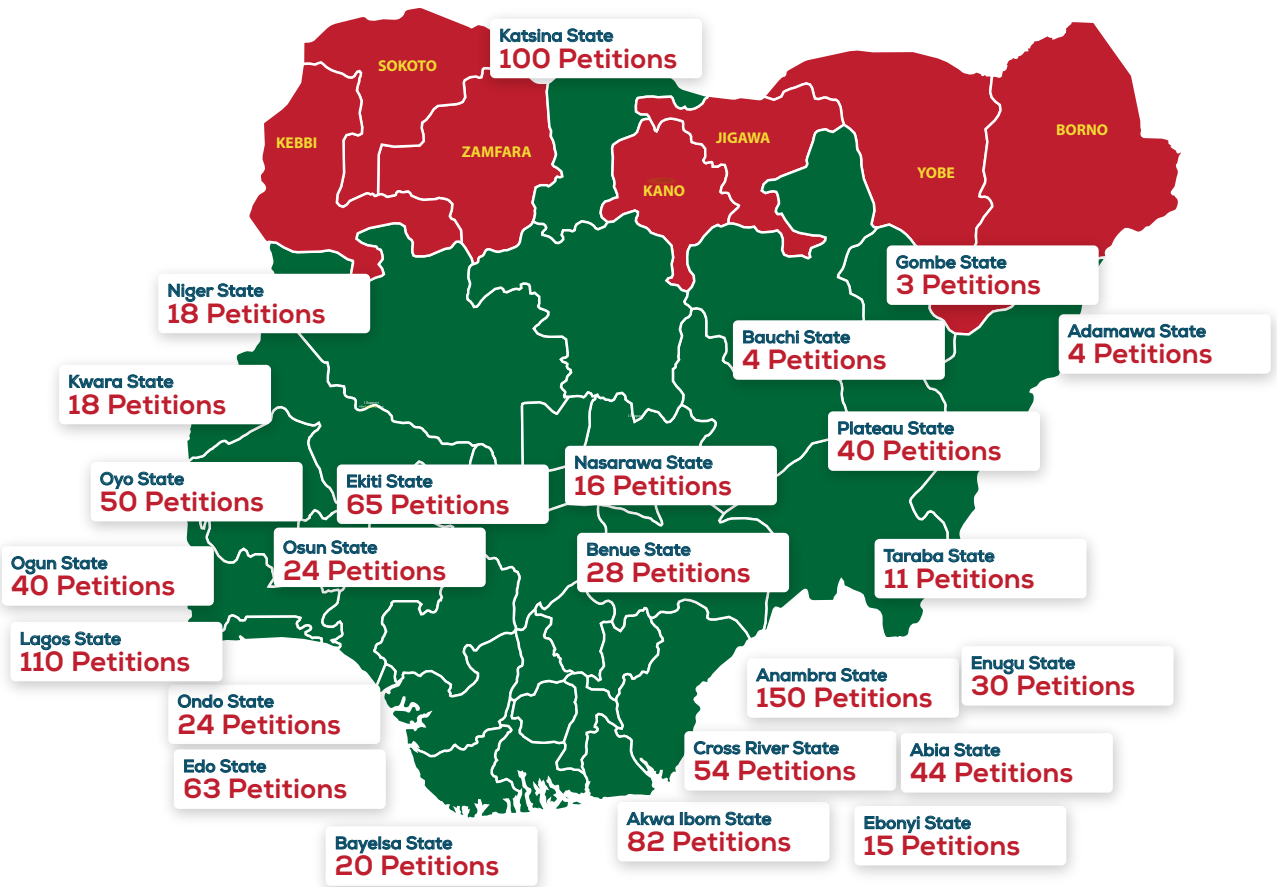 Katsina State
100 Petitions
SOKOTO
KEBBI
ZAMFARA
JIGAWA
KANO
YOBE
BORNO
Gombe State
3 Petitions
Niger State
18 Petitions
Bauchi State
4 Petitions
Adamawa State
4 Petitions
Kwara State
18 Petitions
Plateau State
40 Petitions
Oyo State
50 Petitions
Ekiti State
65 Petitions
Nasarawa State
16 Petitions
Ogun State
40 Petitions
Osun State
24 Petitions
Benue State
28 Petitions
Taraba State
11 Petitions
Lagos State
110 Petitions
Anambra State
150 Petitions
Enugu State
30 Petitions
Ondo State
24 Petitions
Cross River State
54 Petitions
Abia State
44 Petitions
Edo State
63 Petitions
Akwa Ibom State
82 Petitions
Ebonyi State
15 Petitions
Bayelsa State
20 Petitions